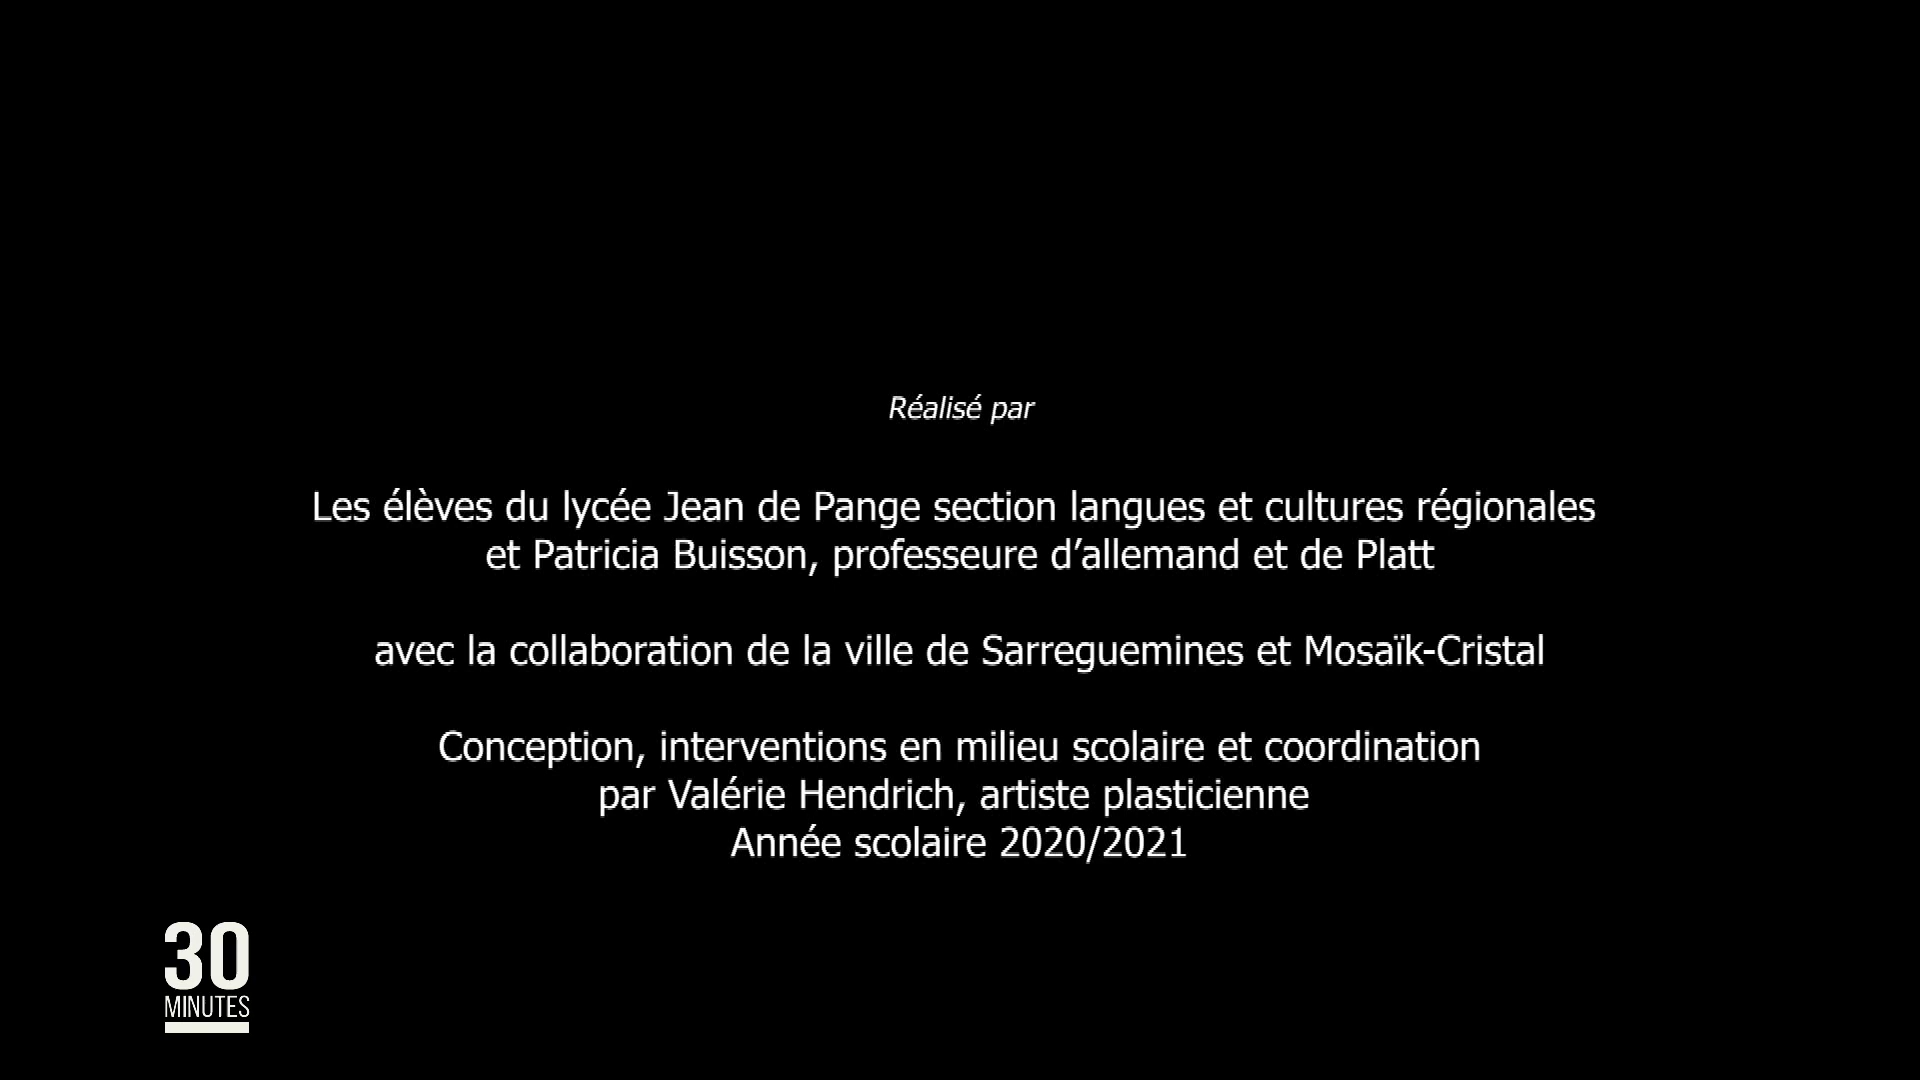 Réalisé par
Les élèves du lycée Jean de Pange section langues et cultures régionales
et Patricia Buisson, professeure d’allemand et de Platt
avec la collaboration de la ville de Sarreguemines et Mosaïk-Cristal
Conception, interventions en milieu scolaire et coordination
par Valérie Hendrich, artiste plasticienne
Année scolaire 2020/2021
30
MINUTES